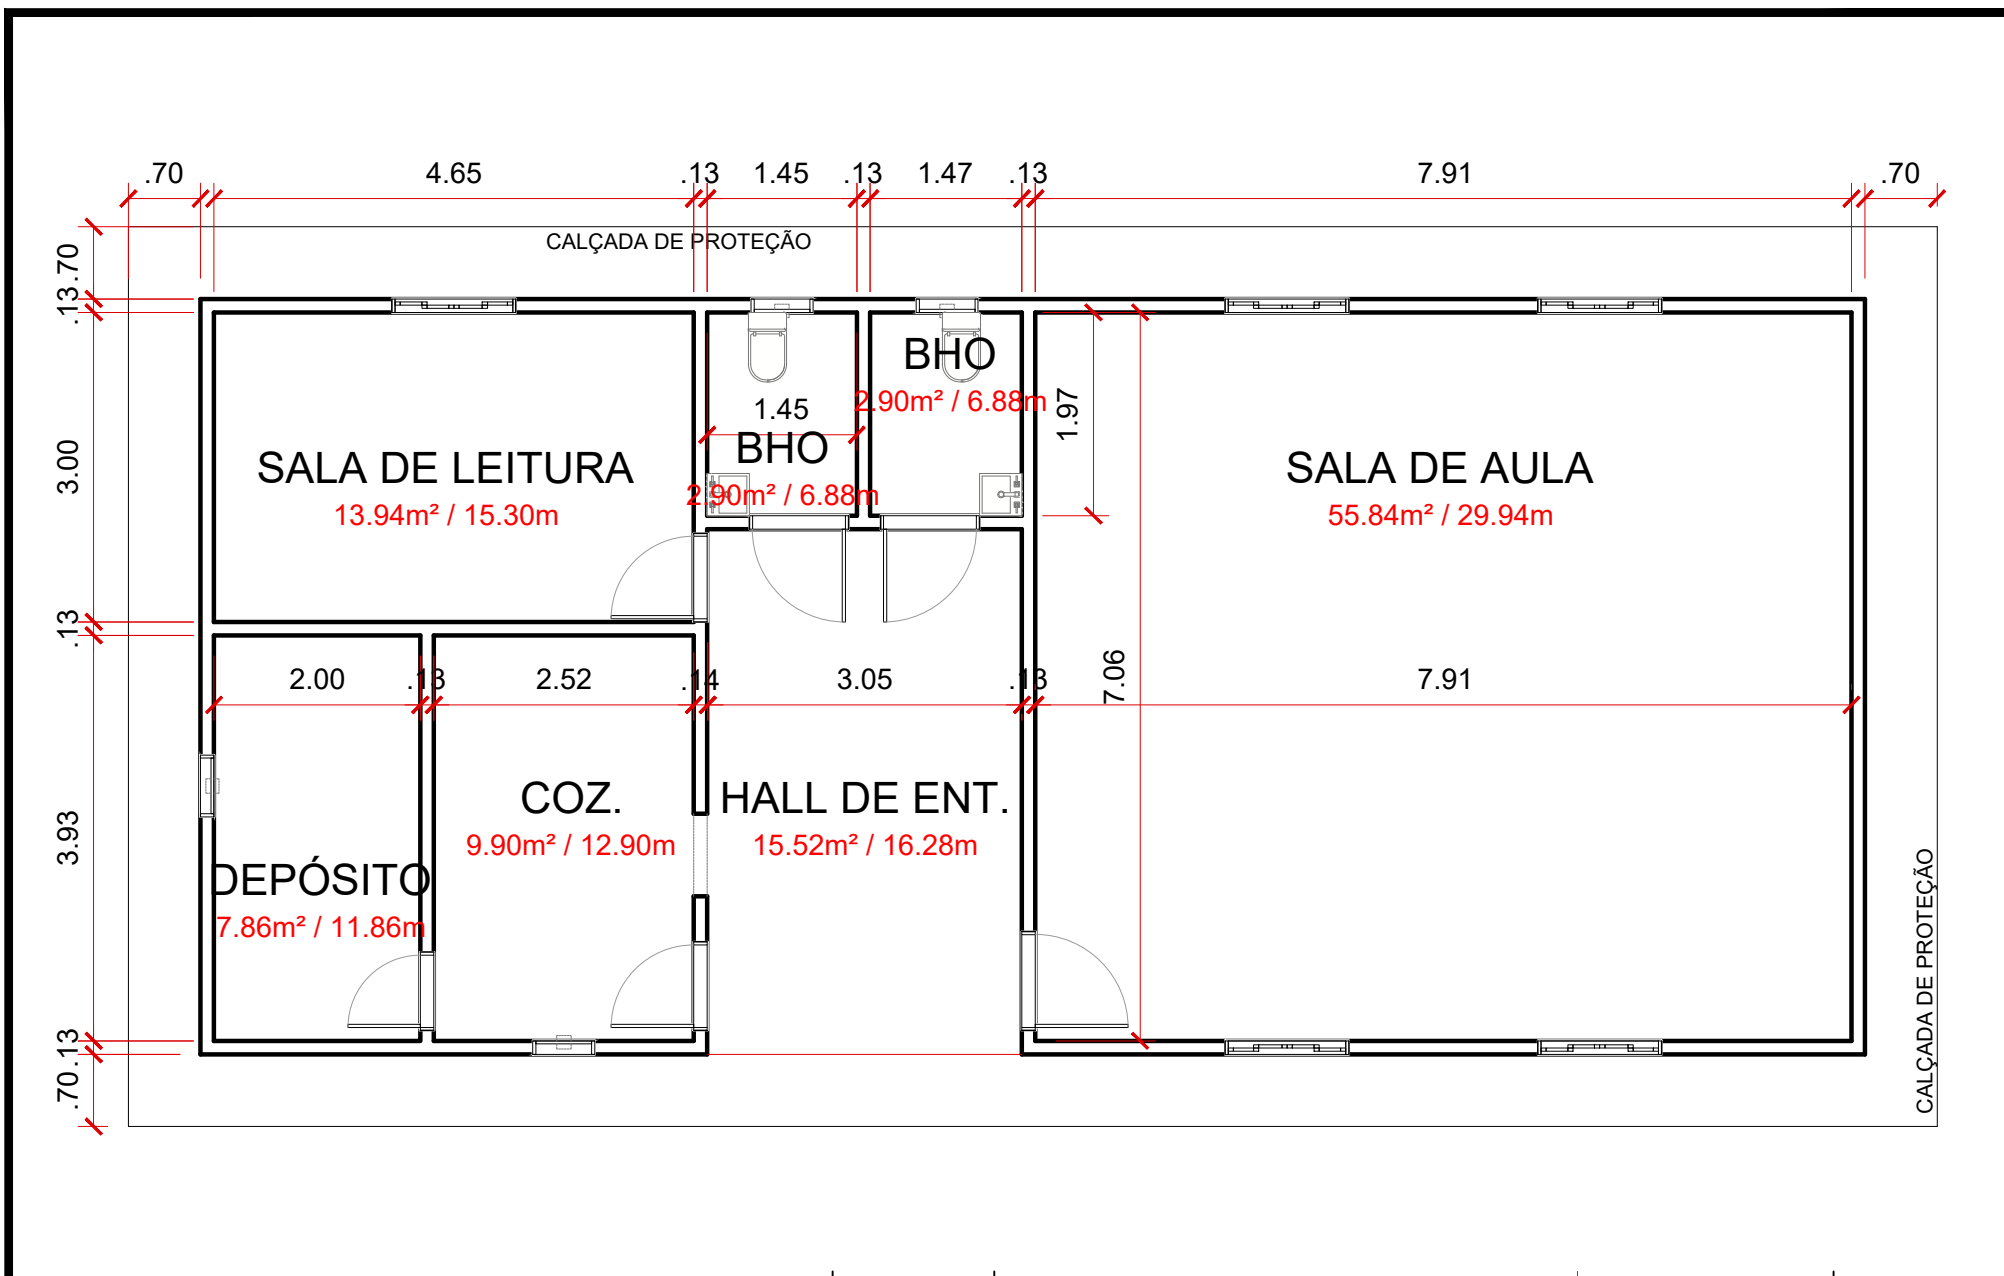 .70 4.65 .13 1.45 .13 1.47 .13 7.91 .70
CALÇADA DE PROTEÇÃO
.70
.13
3.00
.13
3.93
.13
.70
BHO
2.90m² / 6.88m
1.45
BHO
2.90m² / 6.88m
1.97
SALA DE LEITURA
13.94m² / 15.30m
SALA DE AULA
55.84m² / 29.94m
2.00 .13 2.52 .14 3.05 .13 7.06 7.91
COZ.
9.90m² / 12.90m
HALL DE ENT.
15.52m² / 16.28m
DEPÓSITO
7.86m² / 11.86m
CALÇADA DE PROTEÇÃO